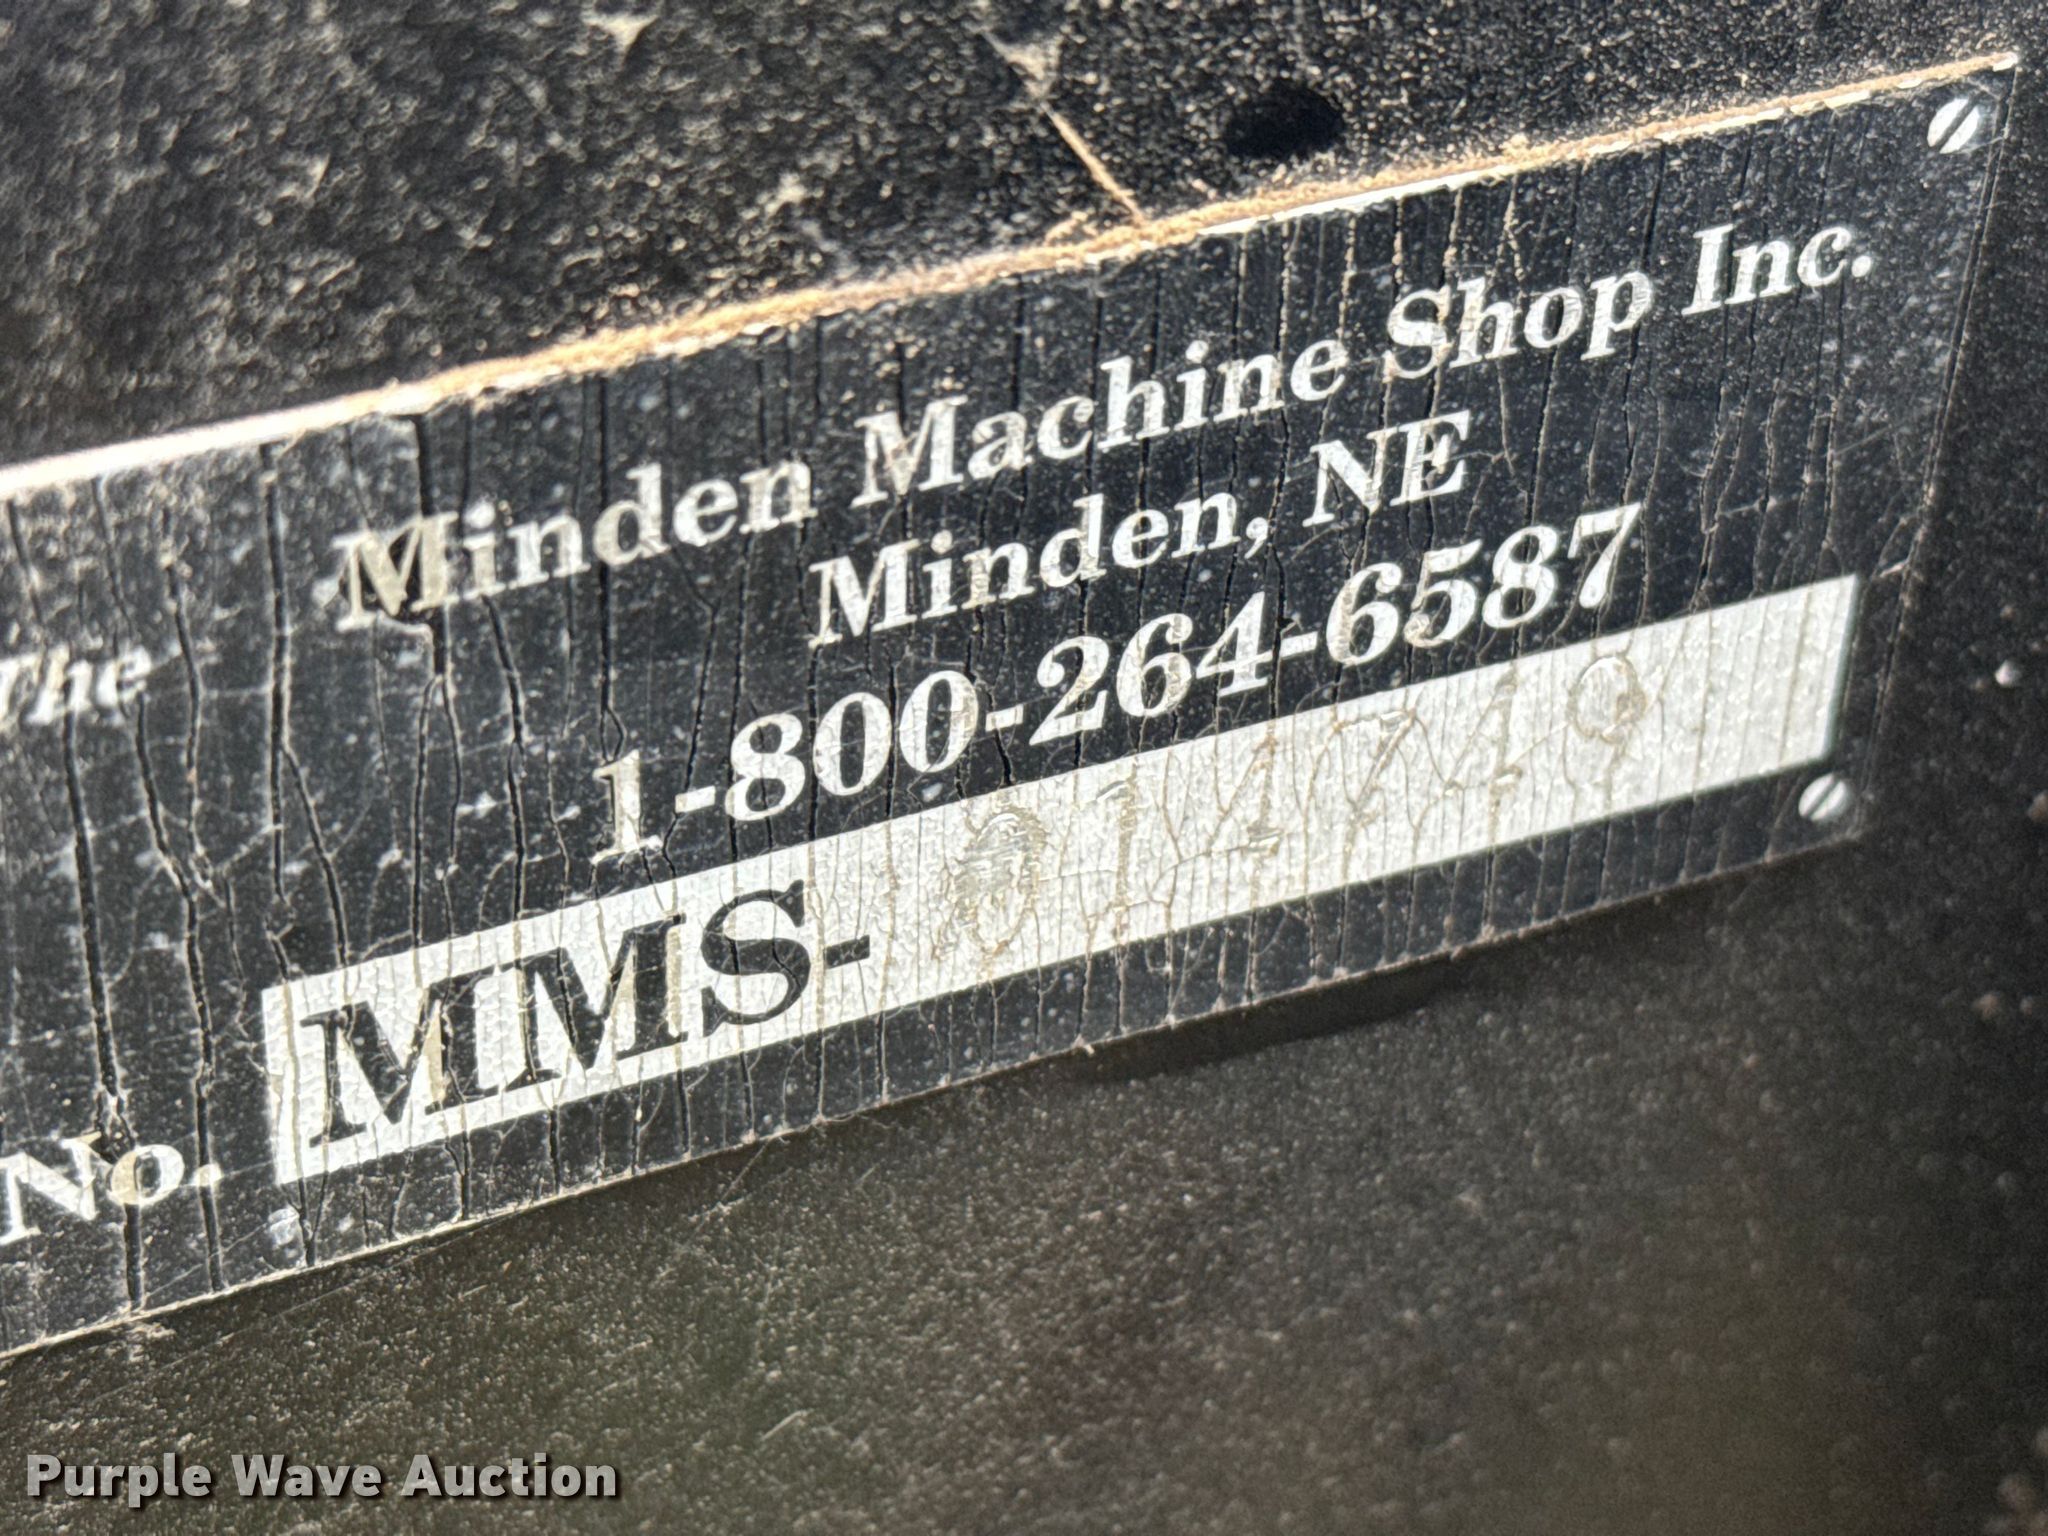 The
Minden Machine Shop Inc.
Minden, NE
1-800-264-6587
No. MMS-
Purple Wave Auction